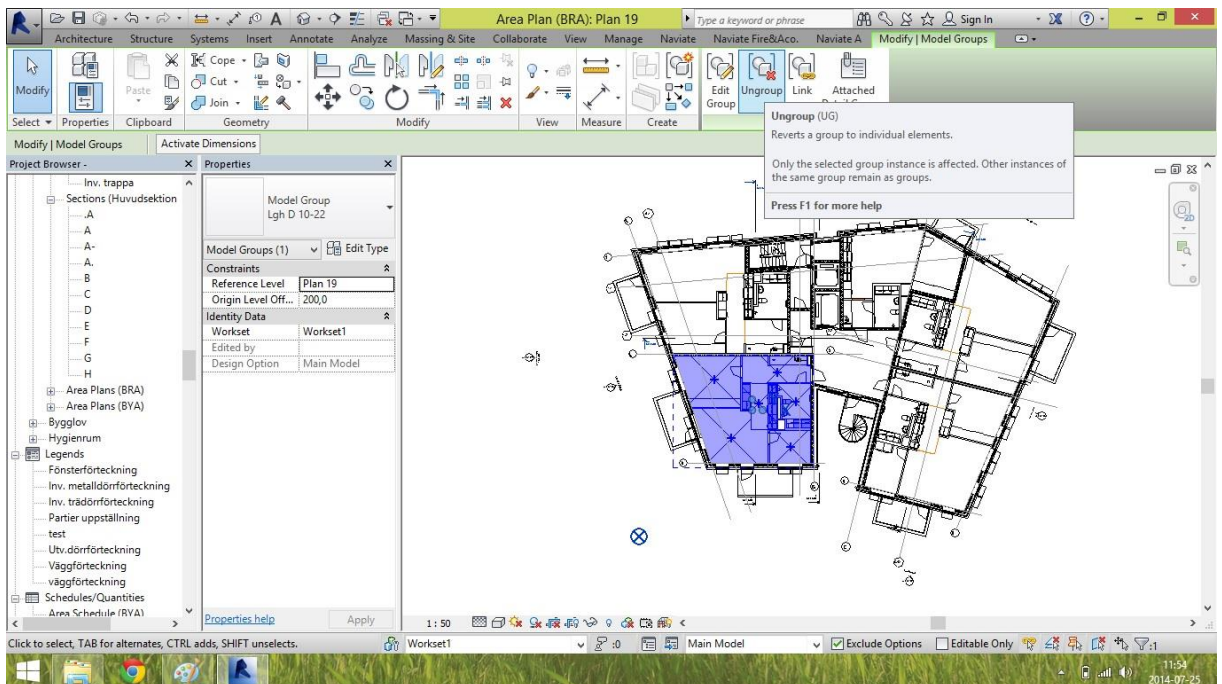 Area Plan (BRA): Plan 19
Type a keyword or phrase
Sign In
Architecture Structure Systems Insert Annotate Analyze Massing & Site Collaborate View Manage Naviate Naviate Fire&Aco. Naviate A Modify | Model Groups
Modify
Paste
Cope
Cut
Join
Edit
Group
Ungroup
Link
Attached
Select Properties Clipboard Geometry Modify View Measure Create
Ungroup (UG)
Reverts a group to individual elements.
Only the selected group instance is affected. Other instances of
the same group remain as groups.
Press F1 for more help
Modify | Model Groups Activate Dimensions
Project Browser -
Inv. trappa
Sections (Huvudsektion
.A
A
A-
A.
B
C
D
E
F
G
H
Area Plans (BRA)
Area Plans (BYA)
Bygglov
Hygienrum
Legends
Fönsterförteckning
Inv. metalldörrförteckning
Inv. trädörrförteckning
Partier uppställning
test
Utv.dörrförteckning
Väggförteckning
väggförteckning
Schedules/Quantities
Area Schedule (BYA)
Properties
Model Group
Lgh D 10-22
Model Groups (1) Edit Type
Constraints
Reference Level Plan 19
Origin Level Off... 200,0
Identity Data
Workset Workset1
Edited by
Design Option Main Model
Properties help Apply
2D
1 : 50
Click to select, TAB for alternates, CTRL adds, SHIFT unselects.
Workset1
:0
Main Model
Exclude Options
Editable Only
:1
11:54
2014-07-25